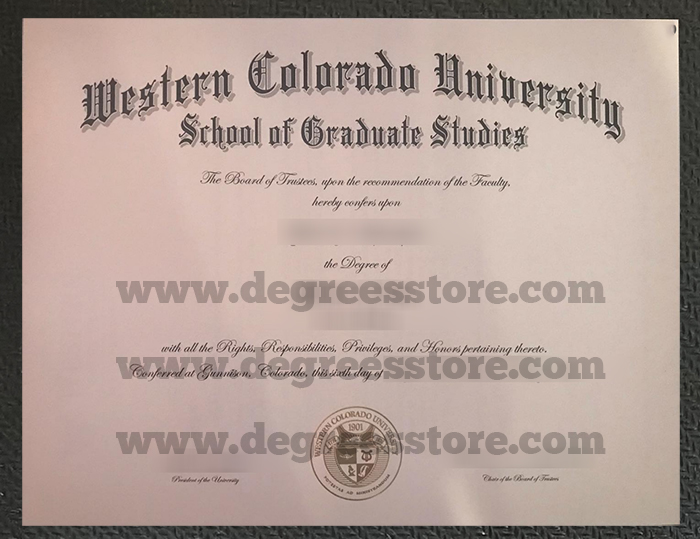 Western Colorado University
School of Graduate Studies
The Board of Trustees, upon the recommendation of the Faculty,
hereby confers upon
the Degree of
www.degreesstore.com
with all the Rights, Responsibilities, Privileges, and Honors pertaining thereto.
www.degreesstore.com
Conferred at Gunnison, Colorado, this sixth day of
WESTERN COLORADO UNIVERSITY
1901
www.degreesstore.com
President of the University
Chair of the Board of Trustees